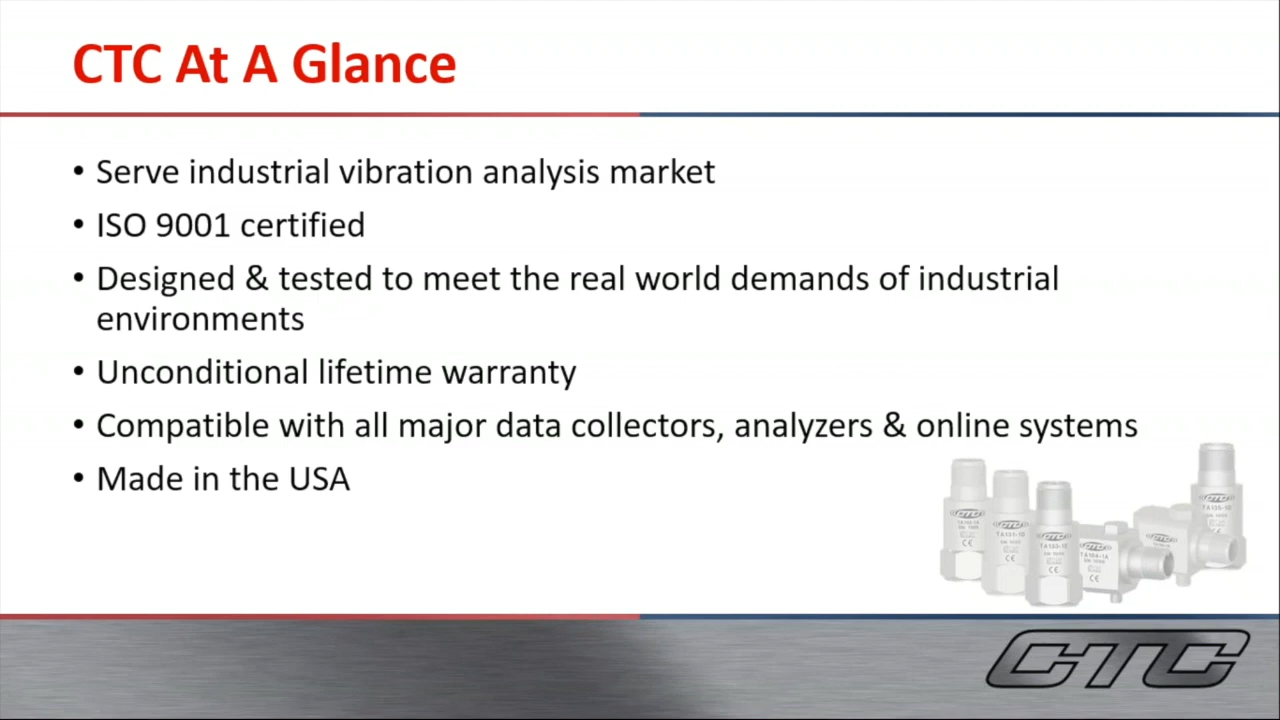 CTC At A Glance
• Serve industrial vibration analysis market
• ISO 9001 certified
• Designed & tested to meet the real world demands of industrial
environments
• Unconditional lifetime warranty
• Compatible with all major data collectors, analyzers & online systems
• Made in the USA
CTC